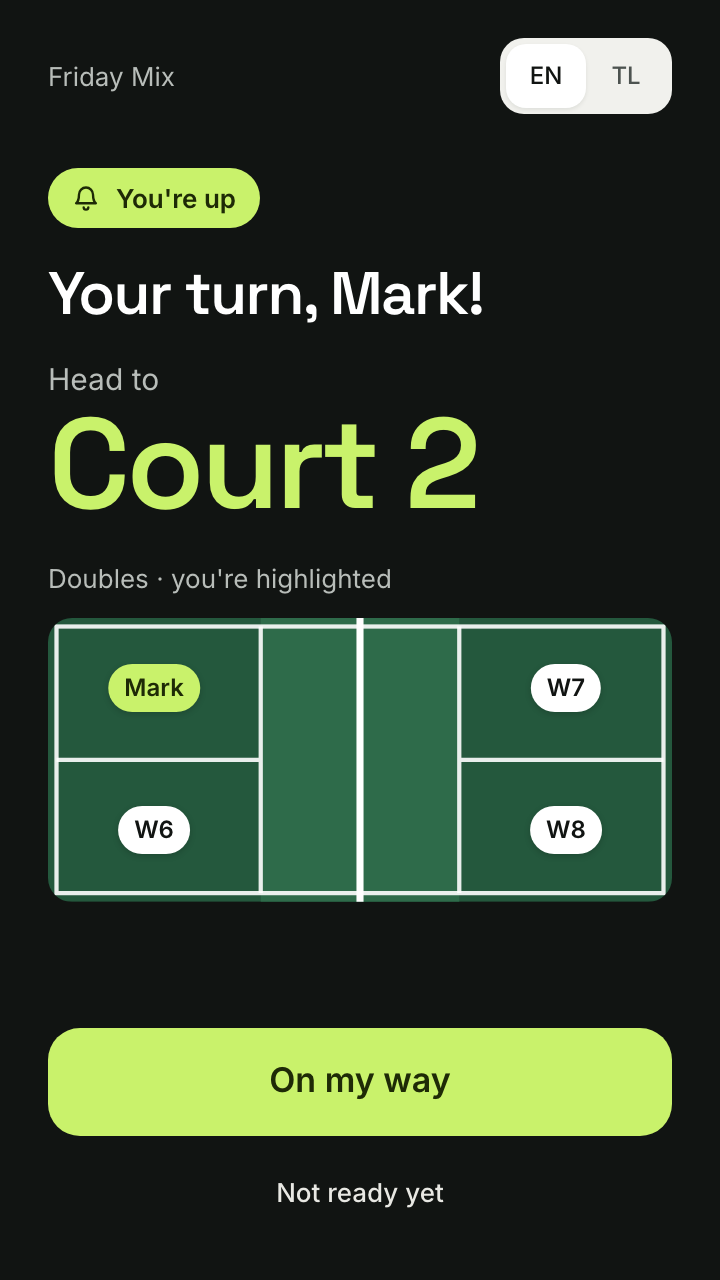 Friday Mix
EN TL
You're up
Your turn, Mark!
Head to
Court 2
Doubles · you're highlighted
Mark W7
W6 W8
On my way
Not ready yet